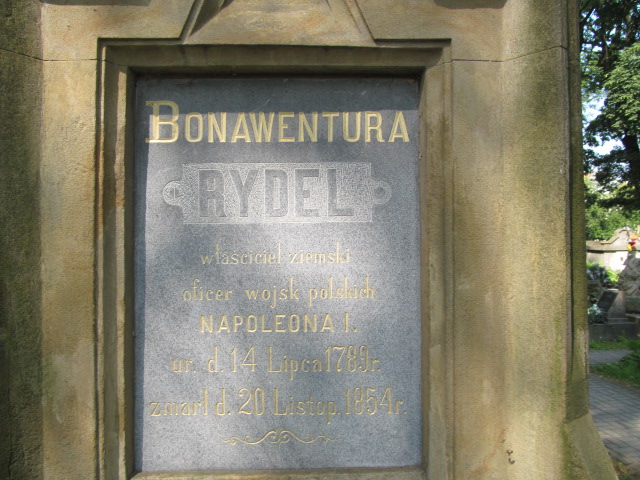 BONAWENTURA
RYDEL
właściciel ziemski
oficer wojsk polskich
NAPOLEONA I.
ur. d. 14 Lipca 1789 r.
zmarł d. 20 Listop. 1854 r.